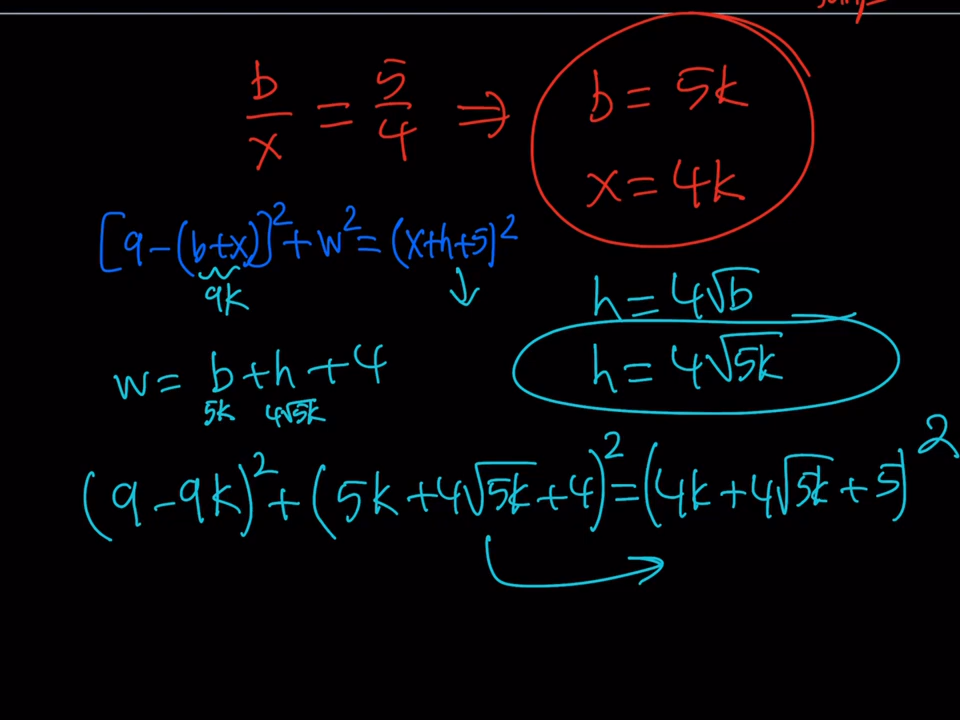 b/x = 5/4 ⇒ b = 5k
x = 4k
[9-(b+x)]² + w² = (x+h+5)²
9k ↓
h = 4√b
h = 4√5k
w = b + h + 4
5k 4√5k
(9-9k)² + (5k+4√5k+4)² = (4k+4√5k+5)²